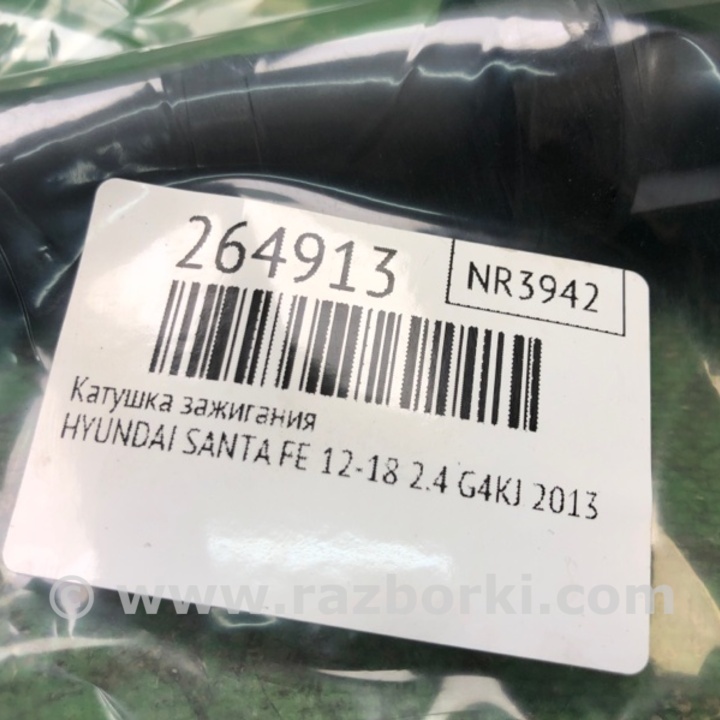 264913
NR3942
Катушка зажигания
HYUNDAI SANTA FE 12-18 2.4 G4KJ 2013
© www.razborki.com